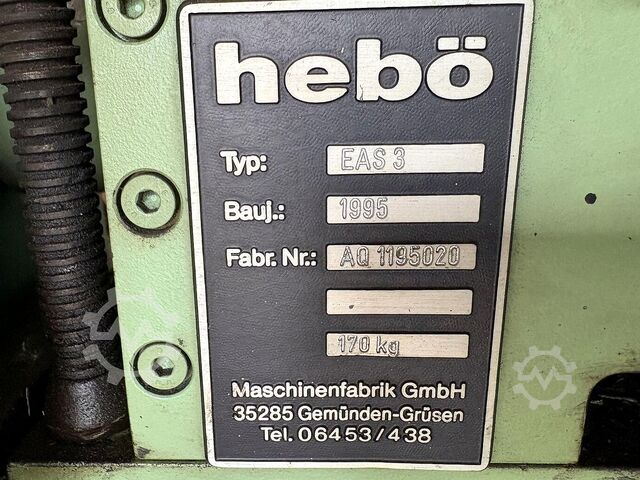 hebö
Typ: EAS 3
Bauj.: 1995
Fabr. Nr.: AQ 1195020
170 kg
Maschinenfabrik GmbH
35285 Gemünden-Grüsen
Tel. 06453/438